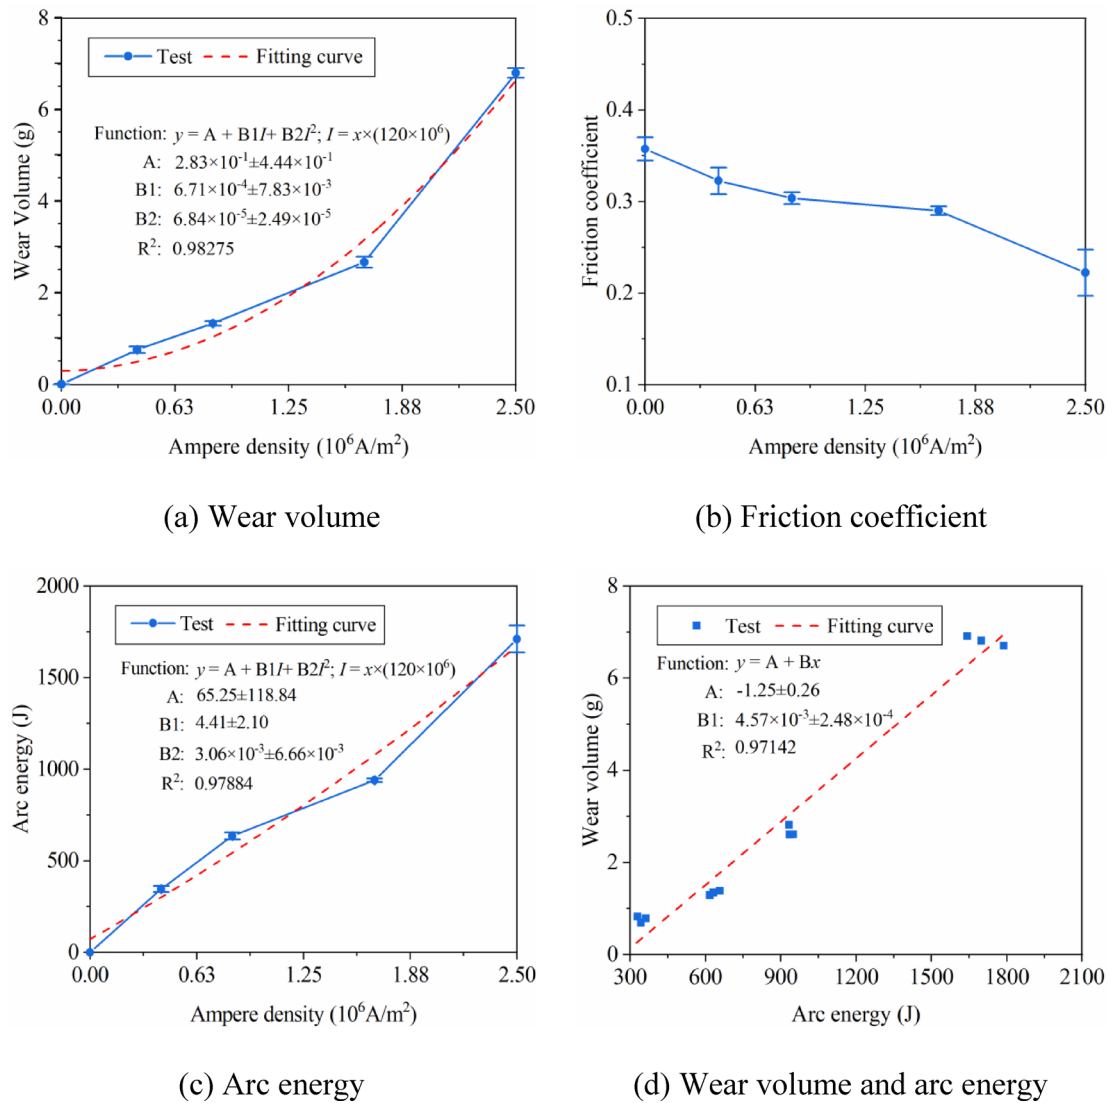 8
6
4
2
0
Wear Volume (g)
Test Fitting curve
Function: y = A + B1I+ B2I²; I = x×(120×10⁶)
A: 2.83×10⁻¹±4.44×10⁻¹
B1: 6.71×10⁻⁴±7.83×10⁻³
B2: 6.84×10⁻⁵±2.49×10⁻⁵
R²: 0.98275
0.00 0.63 1.25 1.88 2.50
Ampere density (10⁶A/m²)
(a) Wear volume
0.5
0.4
0.3
0.2
0.1
Friction coefficient
0.00 0.63 1.25 1.88 2.50
Ampere density (10⁶A/m²)
(b) Friction coefficient
2000
1500
1000
500
0
Arc energy (J)
Test Fitting curve
Function: y = A + B1I+ B2I²; I = x×(120×10⁶)
A: 65.25±118.84
B1: 4.41±2.10
B2: 3.06×10⁻³±6.66×10⁻³
R²: 0.97884
0.00 0.63 1.25 1.88 2.50
Ampere density (10⁶A/m²)
(c) Arc energy
8
6
4
2
0
Wear volume (g)
Test Fitting curve
Function: y = A + Bx
A: -1.25±0.26
B1: 4.57×10⁻³±2.48×10⁻⁴
R²: 0.97142
300 600 900 1200 1500 1800 2100
Arc energy (J)
(d) Wear volume and arc energy